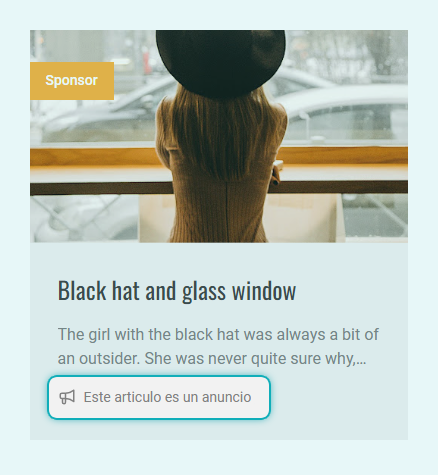 Sponsor
Black hat and glass window
The girl with the black hat was always a bit of
an outsider. She was never quite sure why,...
Este articulo es un anuncio